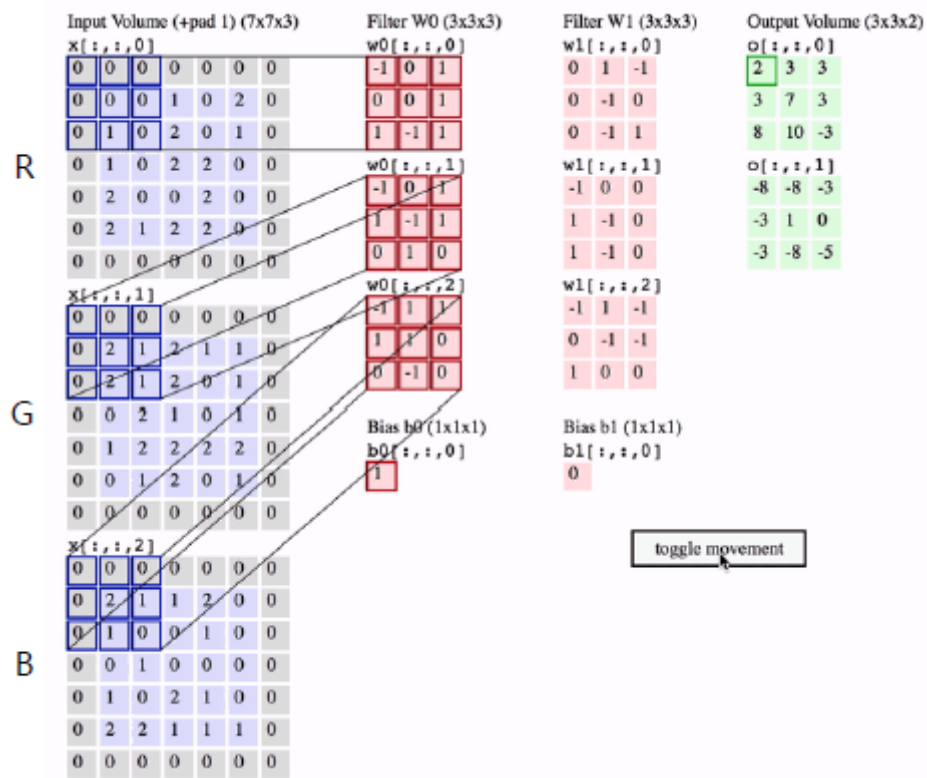 Input Volume (+pad 1) (7x7x3)
x[:,:,0]
0 0 0 0 0 0 0
0 0 0 1 0 2 0
0 1 0 2 0 1 0
R
0 1 0 2 2 0 0
0 2 0 0 2 0 0
0 2 1 2 2 0 0
0 0 0 0 0 0 0
x[:,:,1]
0 0 0 0 0 0 0
0 2 1 2 1 1 0
0 2 1 2 0 1 0
G
0 0 2 1 0 1 0
0 1 2 2 2 2 0
0 0 1 2 0 1 0
0 0 0 0 0 0 0
x[:,:,2]
0 0 0 0 0 0 0
0 2 1 1 2 0 0
0 1 0 0 1 0 0
B
0 0 1 0 0 0 0
0 1 0 2 1 0 0
0 2 2 1 1 1 0
0 0 0 0 0 0 0
Filter W0 (3x3x3)
w0[:,:,0]
-1 0 1
0 0 1
1 -1 1
w0[:,:,1]
-1 0 1
1 -1 1
0 1 0
w0[:,:,2]
-1 1 1
1 1 0
0 -1 0
Bias b0 (1x1x1)
b0[:,:,0]
1
Filter W1 (3x3x3)
w1[:,:,0]
0 1 -1
0 -1 0
0 -1 1
w1[:,:,1]
-1 0 0
1 -1 0
1 -1 0
w1[:,:,2]
-1 1 -1
0 -1 -1
1 0 0
Bias b1 (1x1x1)
b1[:,:,0]
0
Output Volume (3x3x2)
o[:,:,0]
2 3 3
3 7 3
8 10 -3
o[:,:,1]
-8 -8 -3
-3 1 0
-3 -8 -5
toggle movement